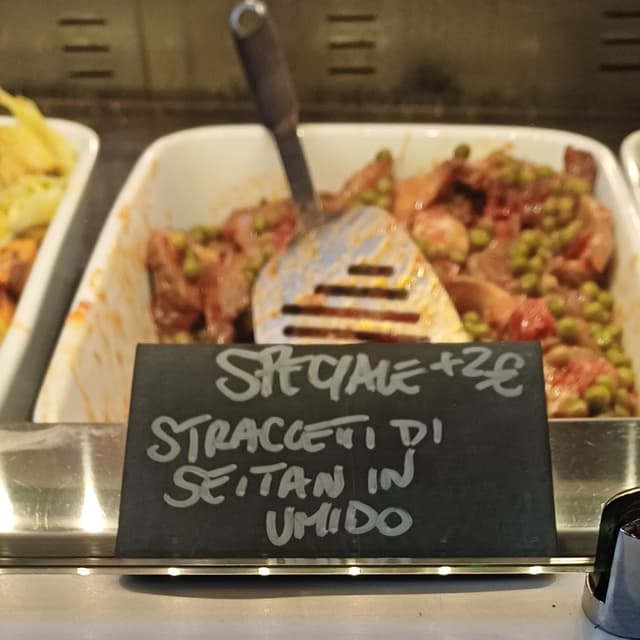 SPECIALE +2€
STRACCETTI DI
SEITAN IN
UMIDO